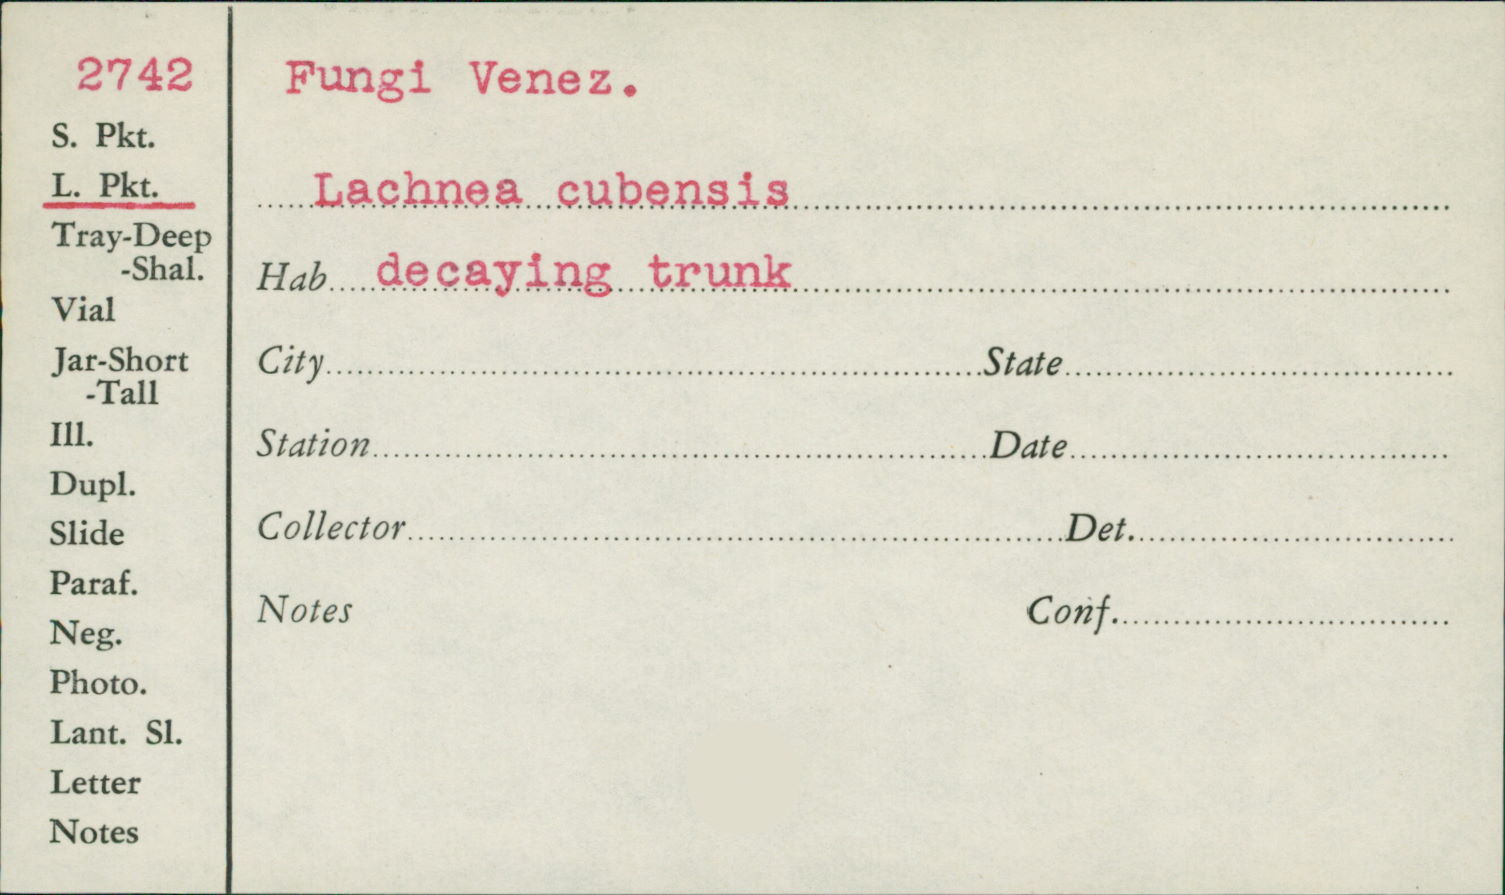 2742
S. Pkt.
L. Pkt.
Tray-Deep
-Shal.
Vial
Jar-Short
-Tall
Ill.
Dupl.
Slide
Paraf.
Neg.
Photo.
Lant. Sl.
Letter
Notes
Fungi Venez.
Lachnea cubensis
Hab. decaying trunk
City State
Station Date
Collector Det.
Notes Conf.